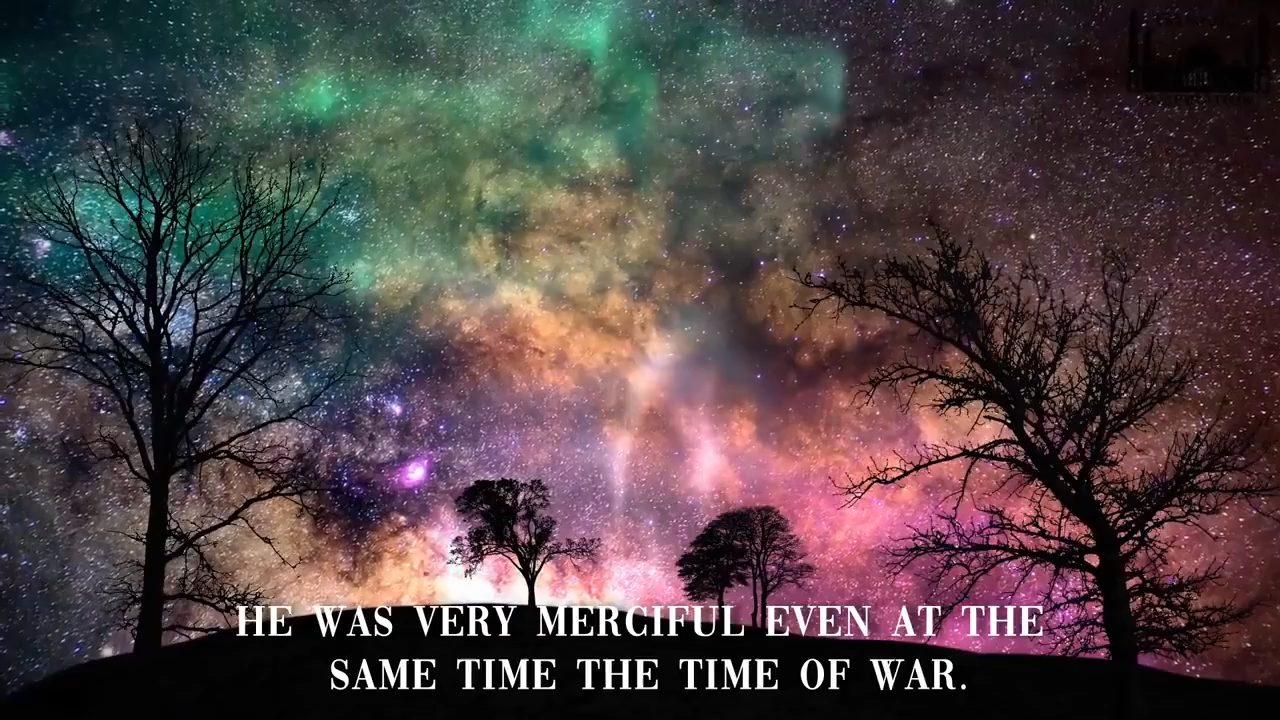 HE WAS VERY MERCIFUL EVEN AT THE
SAME TIME THE TIME OF WAR.